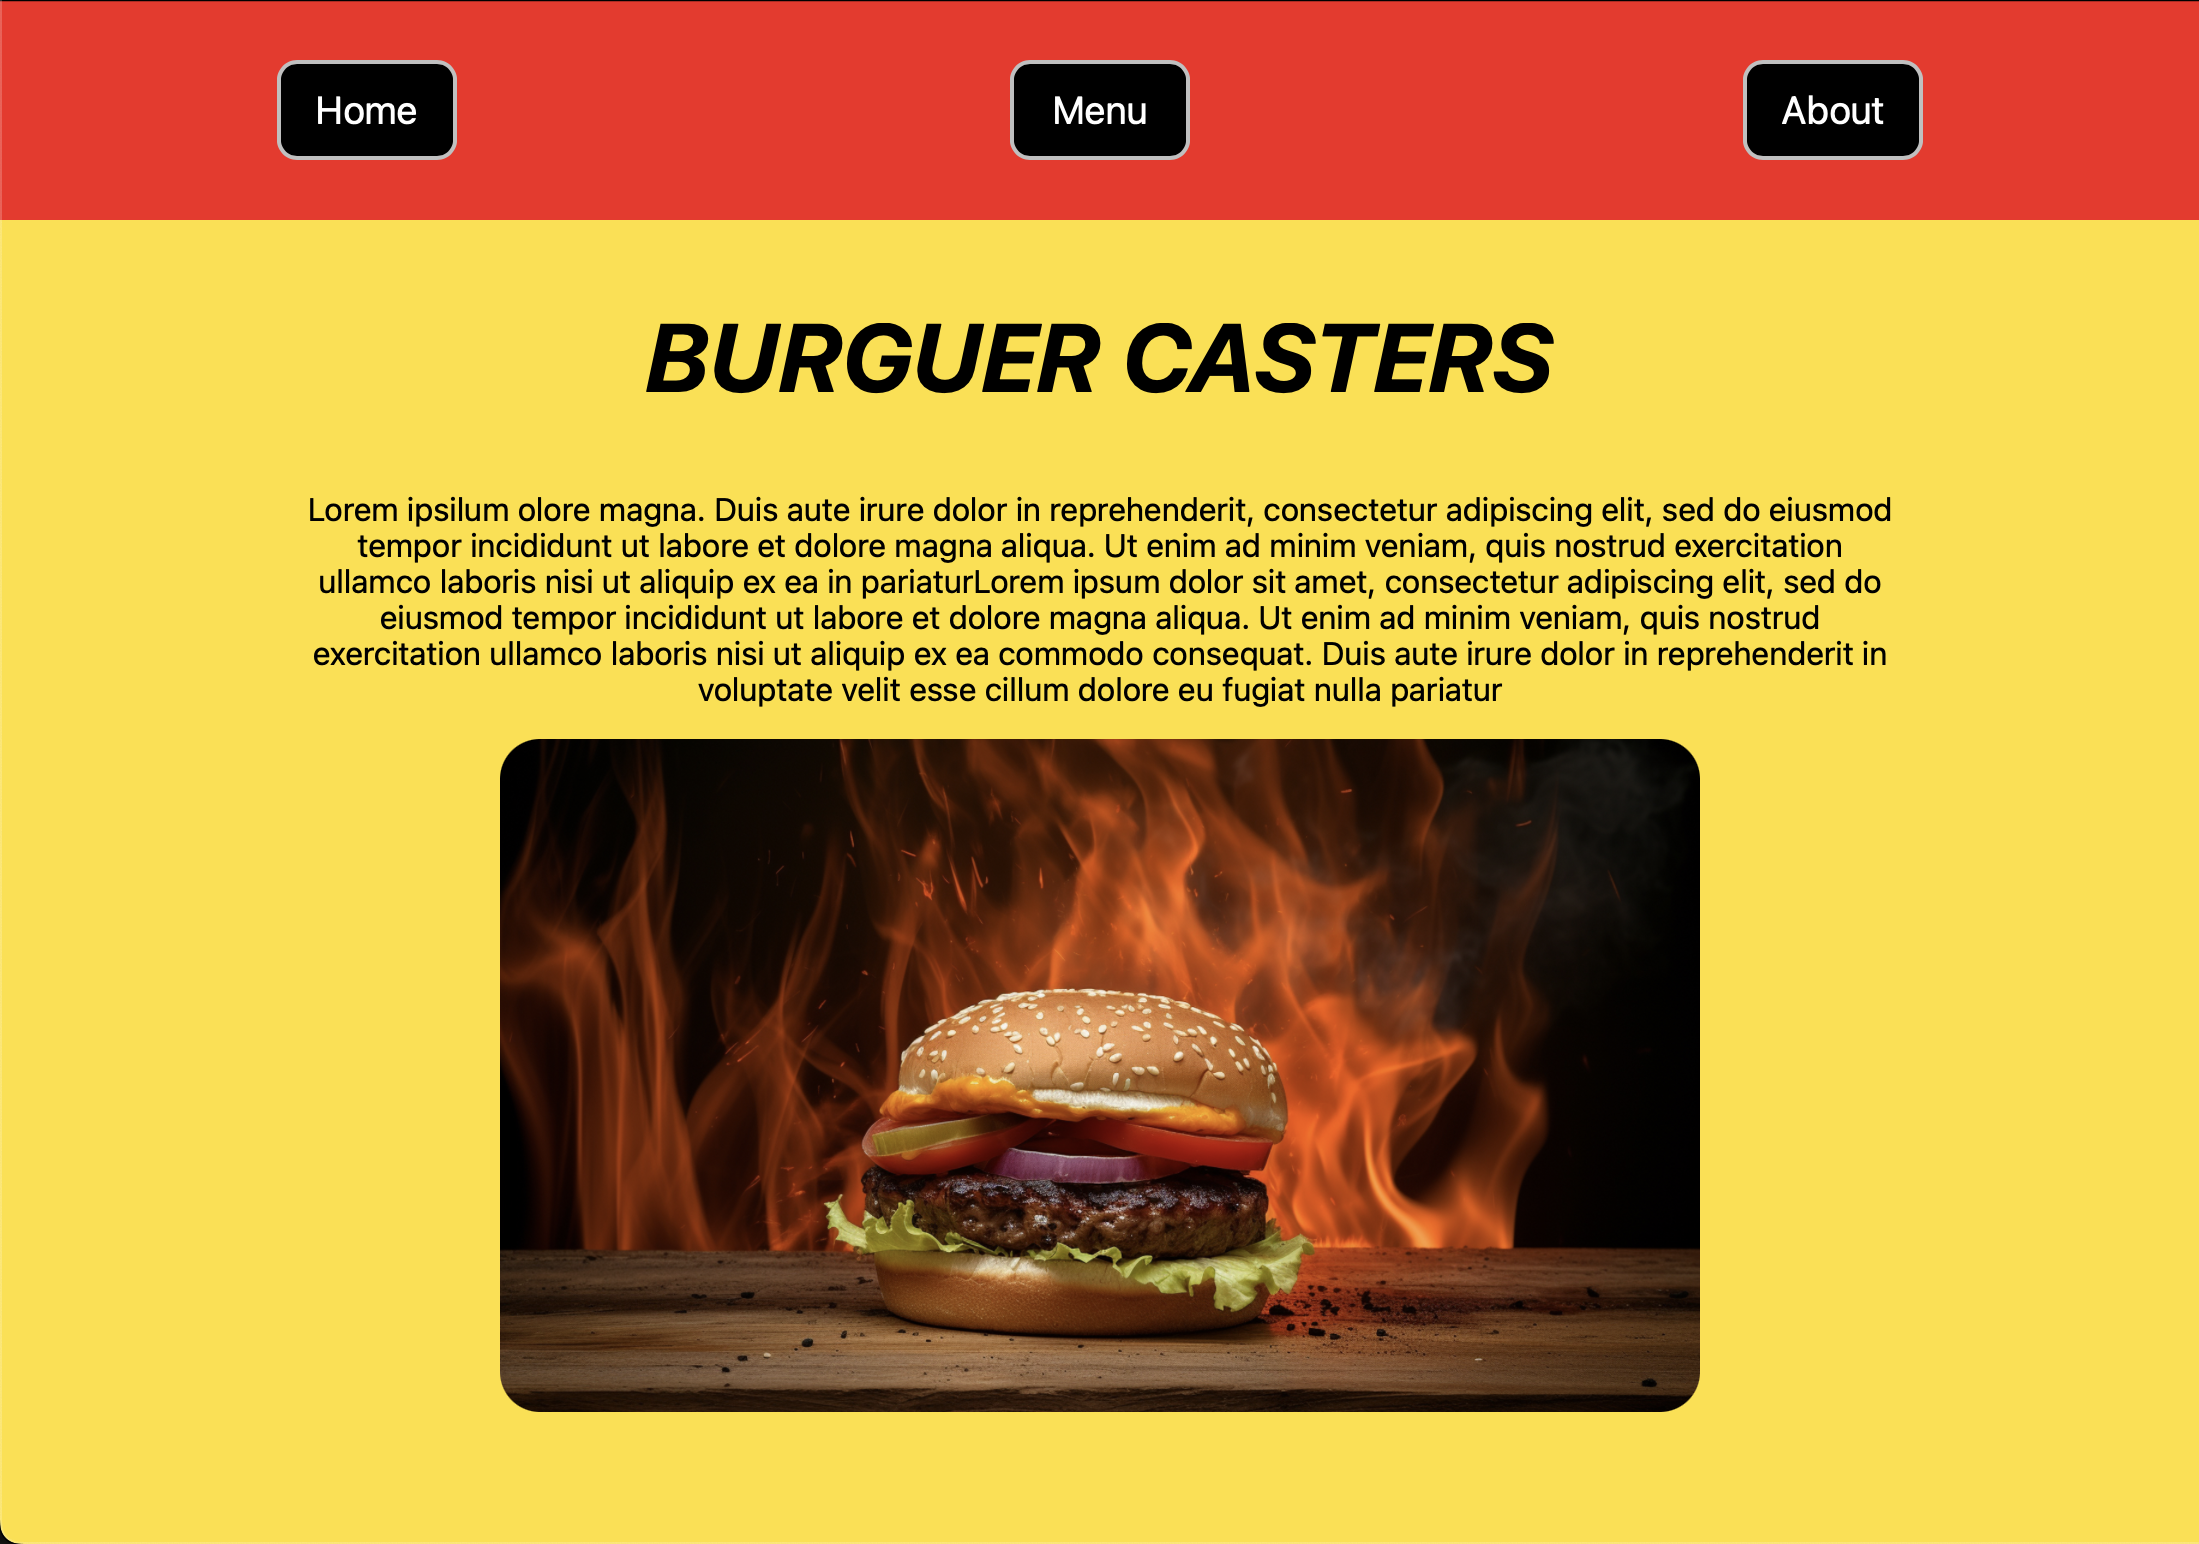 Home
Menu
About
BURGUER CASTERS
Lorem ipsilum olore magna. Duis aute irure dolor in reprehenderit, consectetur adipiscing elit, sed do eiusmod
tempor incididunt ut labore et dolore magna aliqua. Ut enim ad minim veniam, quis nostrud exercitation
ullamco laboris nisi ut aliquip ex ea in pariaturLorem ipsum dolor sit amet, consectetur adipiscing elit, sed do
eiusmod tempor incididunt ut labore et dolore magna aliqua. Ut enim ad minim veniam, quis nostrud
exercitation ullamco laboris nisi ut aliquip ex ea commodo consequat. Duis aute irure dolor in reprehenderit in
voluptate velit esse cillum dolore eu fugiat nulla pariatur